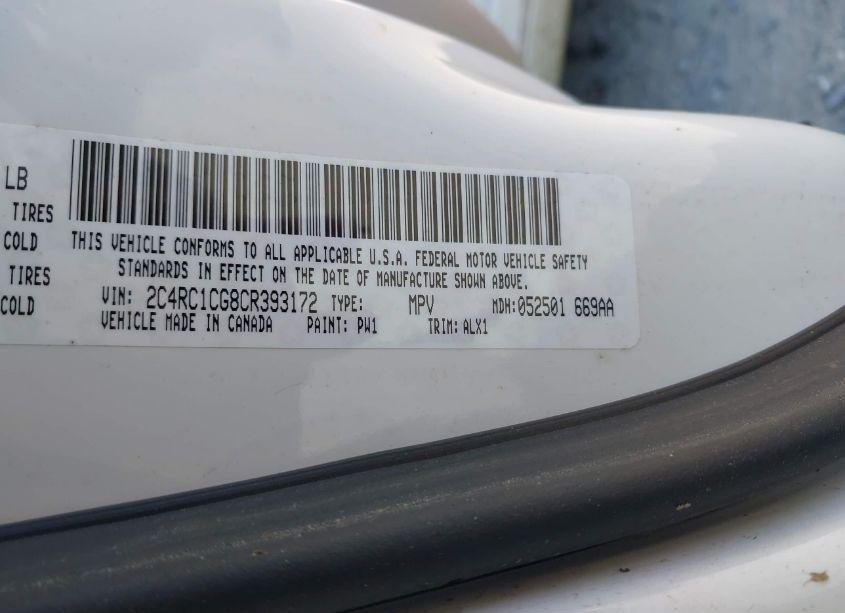 LB
TIRES
COLD
TIRES
COLD
THIS VEHICLE CONFORMS TO ALL APPLICABLE U.S.A. FEDERAL MOTOR VEHICLE SAFETY
STANDARDS IN EFFECT ON THE DATE OF MANUFACTURE SHOWN ABOVE.
VIN: 2C4RC1CG8CR393172 TYPE: MPV MDH:052501 669AA
VEHICLE MADE IN CANADA PAINT: PW1 TRIM: ALX1